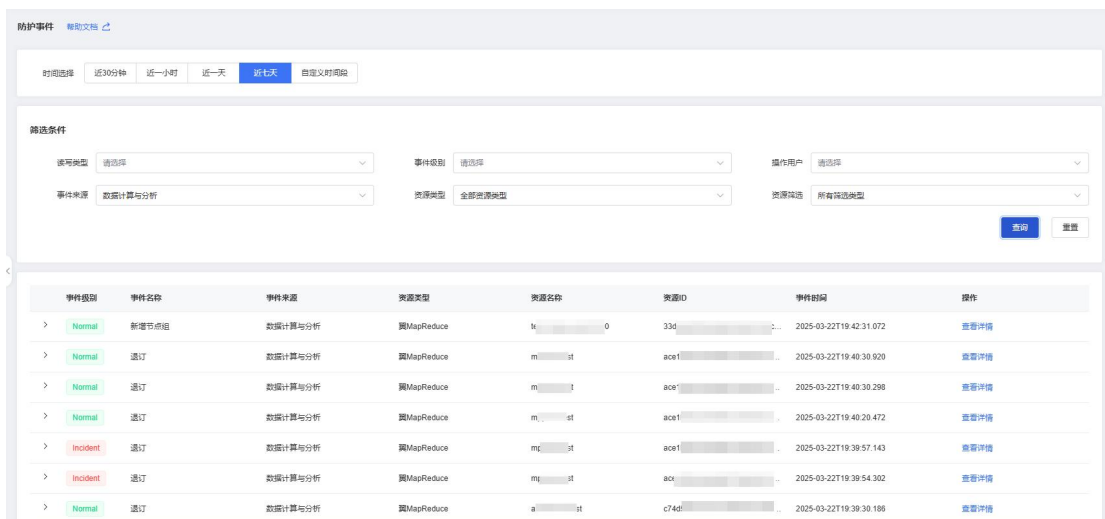 防护事件 帮助文档
时间选择 近30分钟 近一小时 近一天 近七天 自定义时间段
筛选条件
读写类型 请选择 事件级别 请选择 操作用户 请选择
事件来源 数据计算与分析 资源类型 全部资源类型 资源筛选 所有筛选类型
查询 重置
事件级别 事件名称 事件来源 资源类型 资源名称 资源ID 事件时间 操作
Normal 新增节点组 数据计算与分析 翼MapReduce 2025-03-22T19:42:31.072 查看详情
Normal 退订 数据计算与分析 翼MapReduce 2025-03-22T19:40:30.920 查看详情
Normal 退订 数据计算与分析 翼MapReduce 2025-03-22T19:40:30.298 查看详情
Normal 退订 数据计算与分析 翼MapReduce 2025-03-22T19:40:20.472 查看详情
Incident 退订 数据计算与分析 翼MapReduce 2025-03-22T19:39:57.143 查看详情
Incident 退订 数据计算与分析 翼MapReduce 2025-03-22T19:39:54.302 查看详情
Normal 退订 数据计算与分析 翼MapReduce 2025-03-22T19:39:30.186 查看详情